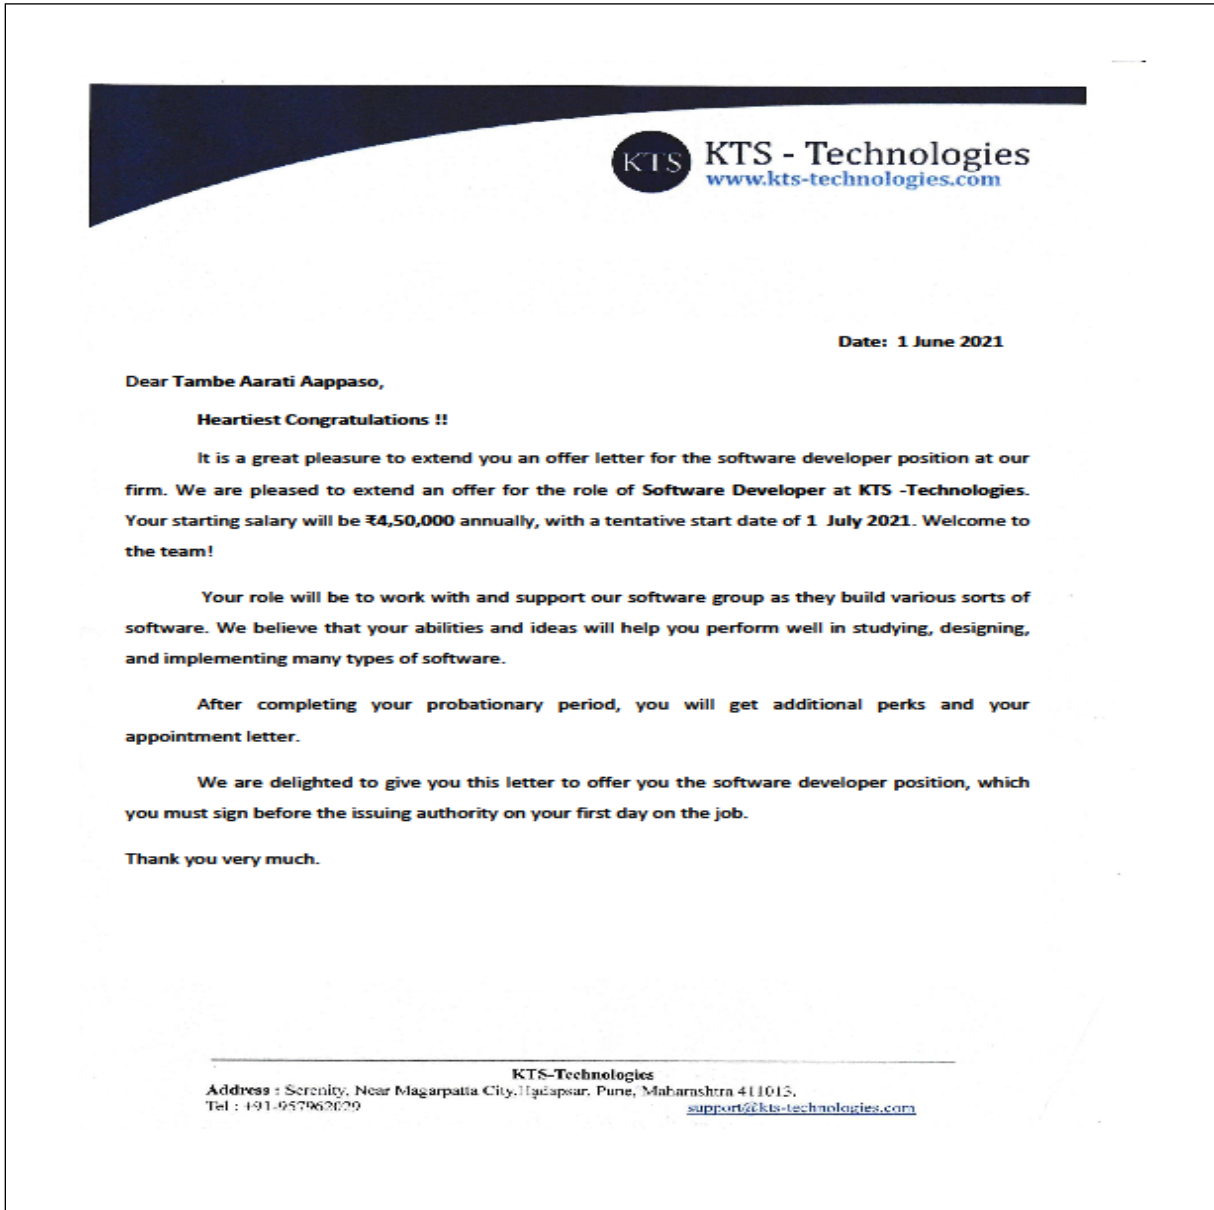 KTS
KTS - Technologies
www.kts-technologies.com
Date: 1 June 2021
Dear Tambe Aarati Aappaso,
Heartiest Congratulations !!
It is a great pleasure to extend you an offer letter for the software developer position at our
firm. We are pleased to extend an offer for the role of Software Developer at KTS -Technologies.
Your starting salary will be ₹4,50,000 annually, with a tentative start date of 1 July 2021. Welcome to
the team!
Your role will be to work with and support our software group as they build various sorts of
software. We believe that your abilities and ideas will help you perform well in studying, designing,
and implementing many types of software.
After completing your probationary period, you will get additional perks and your
appointment letter.
We are delighted to give you this letter to offer you the software developer position, which
you must sign before the issuing authority on your first day on the job.
Thank you very much.
KTS-Technologies
Address : Serenity, Near Magarpatta City,Hadapsar, Pune, Maharashtra 411013.
Tel : +91-957962029
support@kts-technologies.com